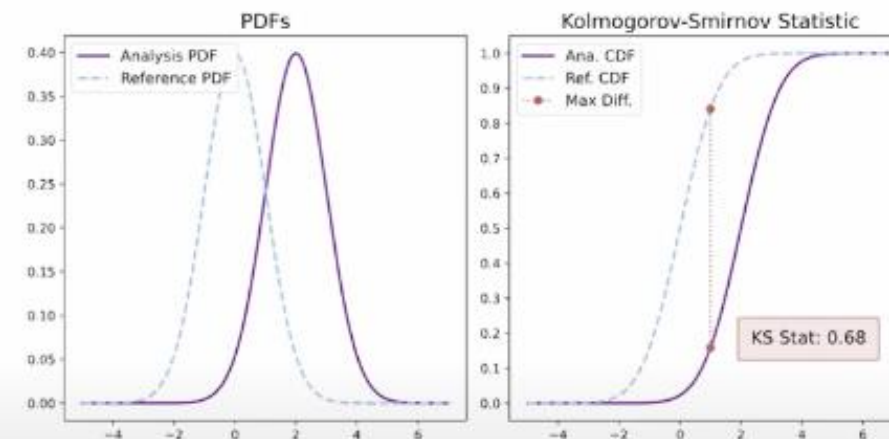 PDFs
Analysis PDF
Reference PDF
0.40
0.35
0.30
0.25
0.20
0.15
0.10
0.05
0.00
−4 −2 0 2 4 6
Kolmogorov-Smirnov Statistic
Ana. CDF
Ref. CDF
Max Diff.
1.0
0.9
0.8
0.7
0.6
0.5
0.4
0.3
0.2
0.1
0.0
KS Stat: 0.68
−4 −2 0 2 4 6